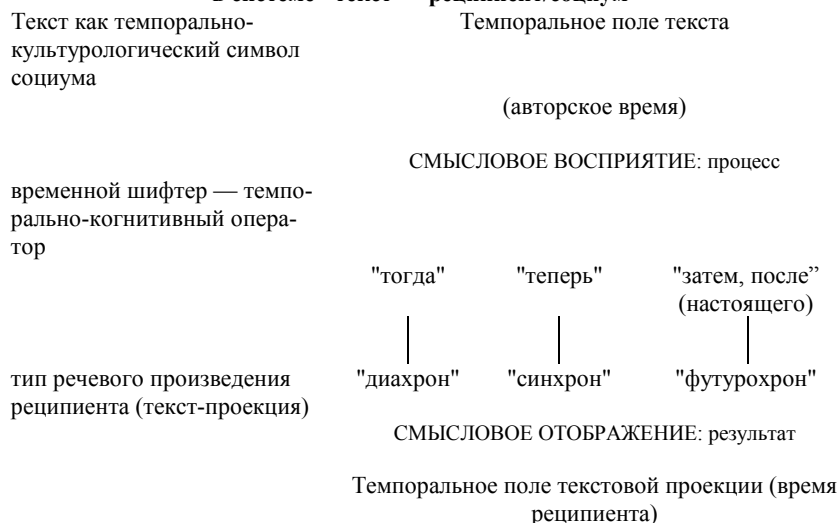 Текст как темпорально-
культурологический символ
социума
Темпоральное поле текста
(авторское время)
СМЫСЛОВОЕ ВОСПРИЯТИЕ: процесс
временной шифтер — темпо-
рально-когнитивный опера-
тор
"тогда" "теперь" "затем, после”
(настоящего)
тип речевого произведения
реципиента (текст-проекция)
"диахрон" "синхрон" "футурохрон"
СМЫСЛОВОЕ ОТОБРАЖЕНИЕ: результат
Темпоральное поле текстовой проекции (время
реципиента)